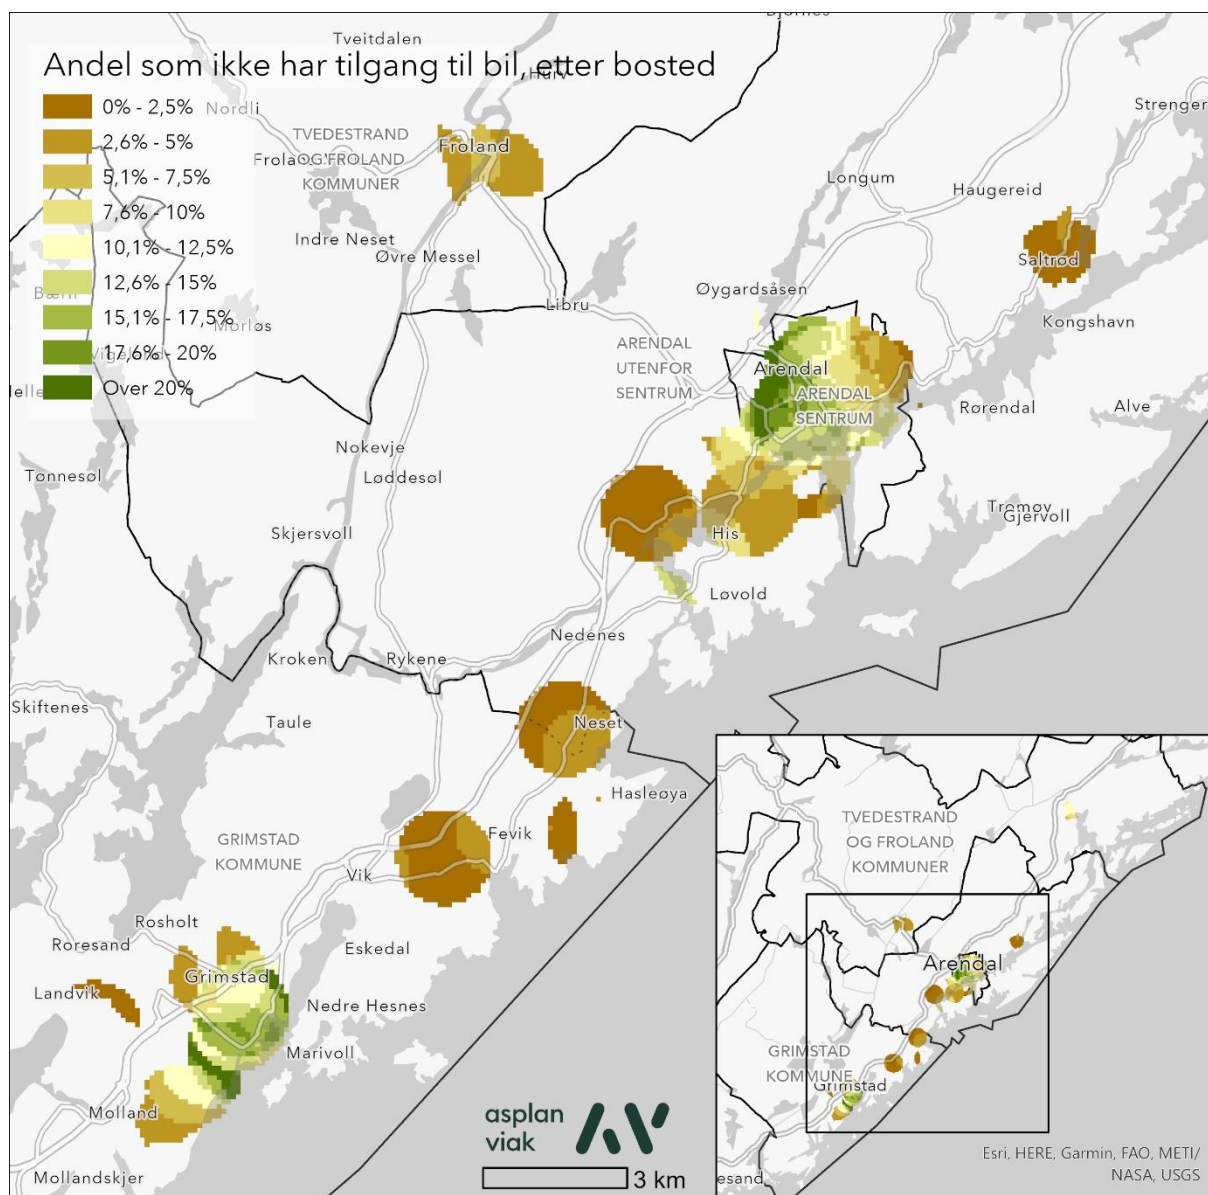 Bjornes
Tveitdalen
Andel som ikke har tilgang til bil, etter bosted
Hurv
0% - 2,5%
Nordli
2,6% - 5%
5,1% - 7,5%
7,6% - 10%
10,1% - 12,5%
12,6% - 15%
15,1% - 17,5%
17,6% - 20%
Over 20%
Strenger
TVEDESTRAND
OG FROLAND
KOMMUNER
Froland
Longum
Haugereid
Indre Neset
Øvre Messel
Saltrød
Øygardsåsen
Libru
Mørløs
Kongshavn
ARENDAL
UTENFOR
SENTRUM
Arendal
ARENDAL
SENTRUM
Rørendal
Alve
Nokevje
Tønnesøl
Løddesøl
Tromøy
Gjervoll
Skjersvoll
His
Løvold
Nedenes
Kroken
Rykene
Skiftenes
Taule
Neset
Hasleøya
GRIMSTAD
KOMMUNE
Fevik
Vik
Rosholt
Roresand
Eskedal
Grimstad
Landvik
Nedre Hesnes
Marivoll
Molland
Mollandskjer
asplan
viak
3 km
TVEDESTRAND
OG FROLAND
KOMMUNER
Arendal
GRIMSTAD
KOMMUNE
Grimstad
esand
Esri, HERE, Garmin, FAO, METI/
NASA, USGS